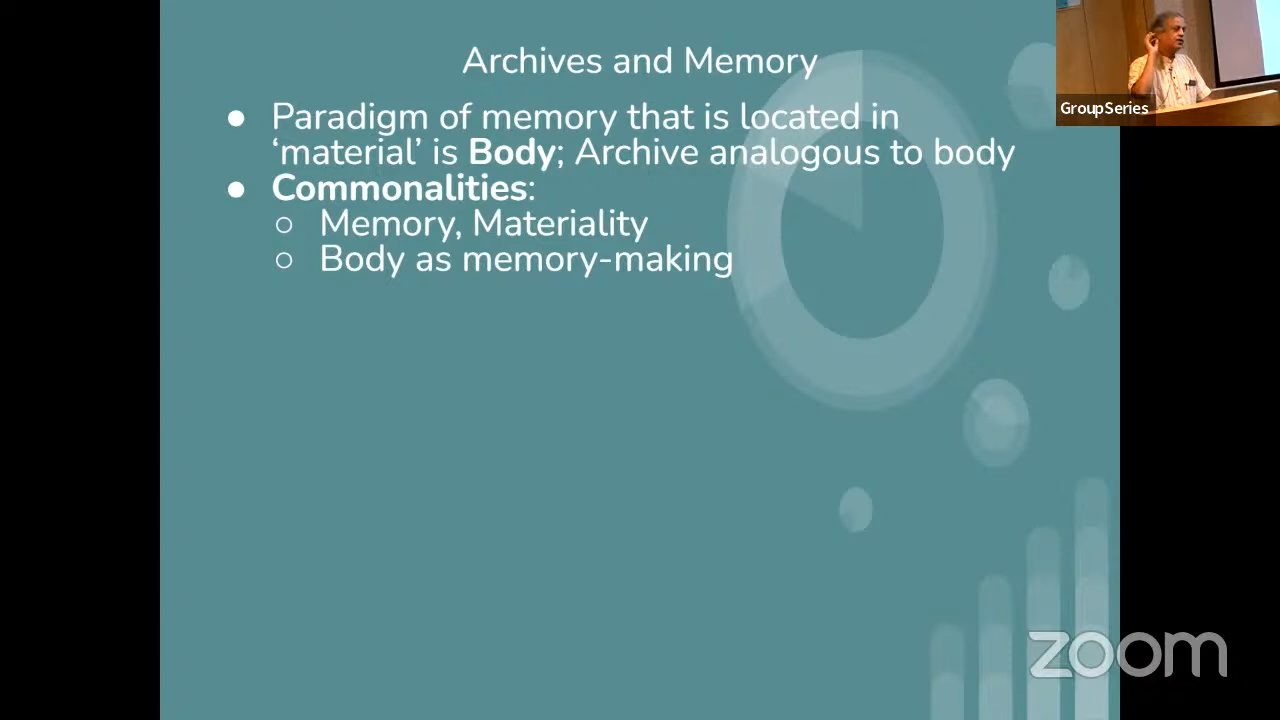 Archives and Memory
● Paradigm of memory that is located in
‘material’ is Body; Archive analogous to body
● Commonalities:
○ Memory, Materiality
○ Body as memory-making
GroupSeries
zoom